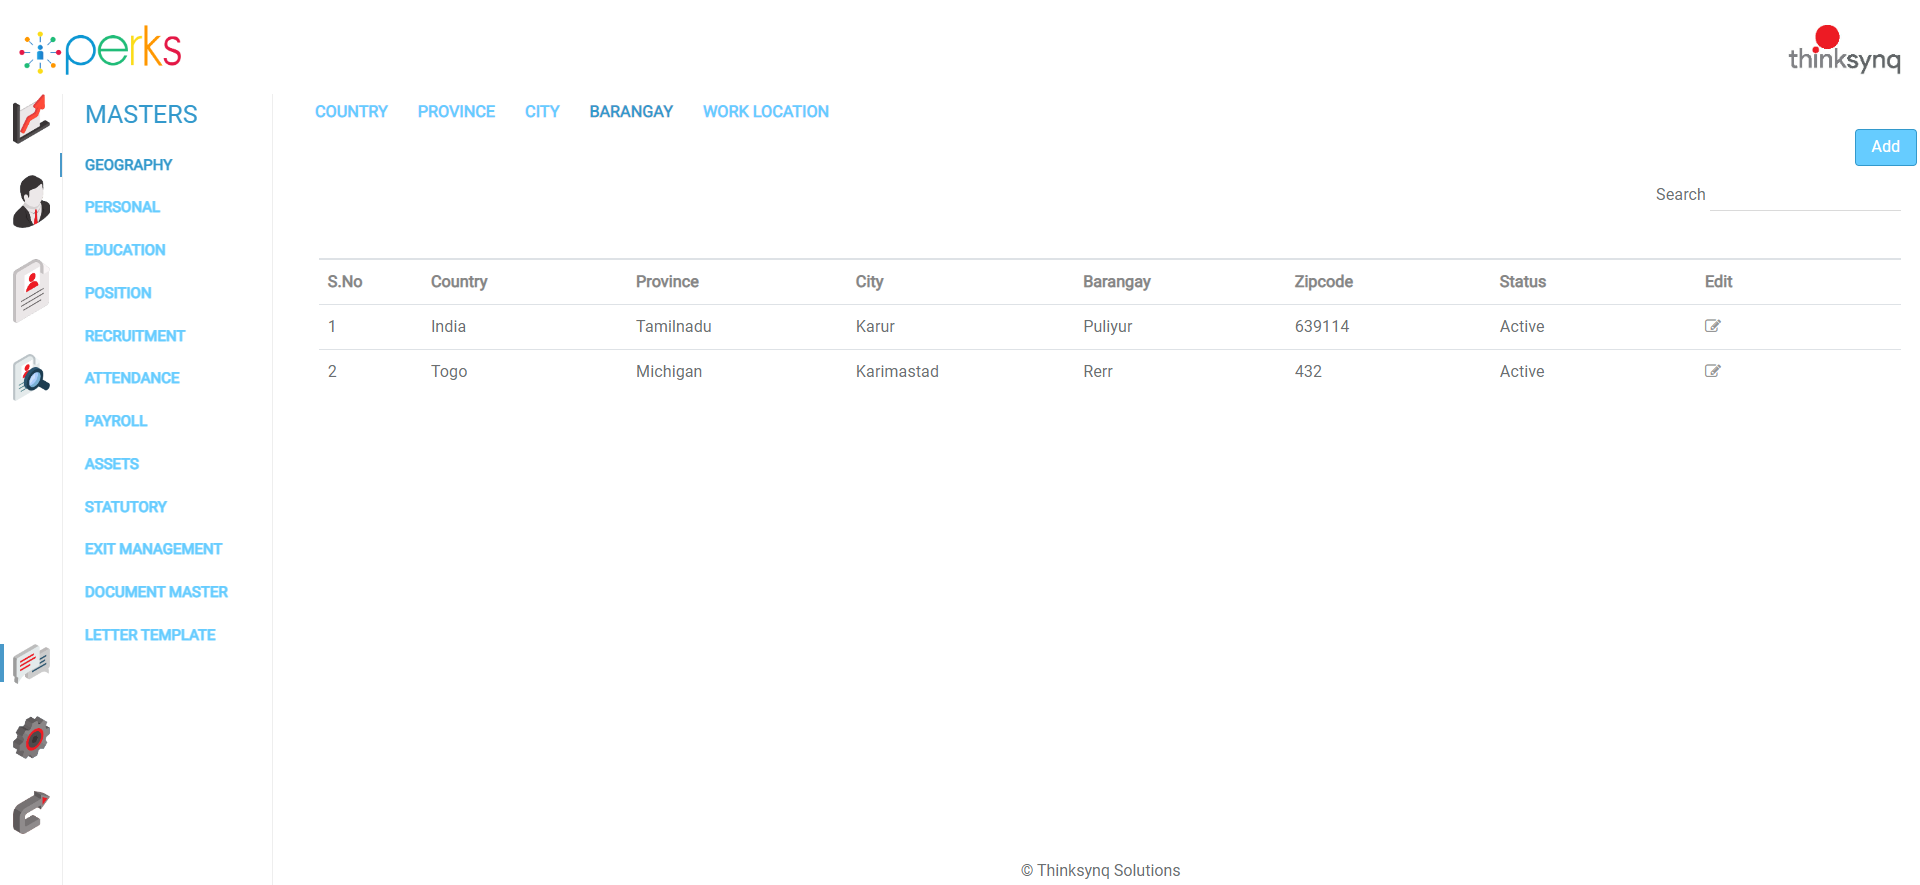 iperks
thinksynq
MASTERS
GEOGRAPHY
PERSONAL
EDUCATION
POSITION
RECRUITMENT
ATTENDANCE
PAYROLL
ASSETS
STATUTORY
EXIT MANAGEMENT
DOCUMENT MASTER
LETTER TEMPLATE
COUNTRY PROVINCE CITY BARANGAY WORK LOCATION
Add
Search
S.No Country Province City Barangay Zipcode Status Edit
1 India Tamilnadu Karur Puliyur 639114 Active
2 Togo Michigan Karimastad Rerr 432 Active
© Thinksynq Solutions